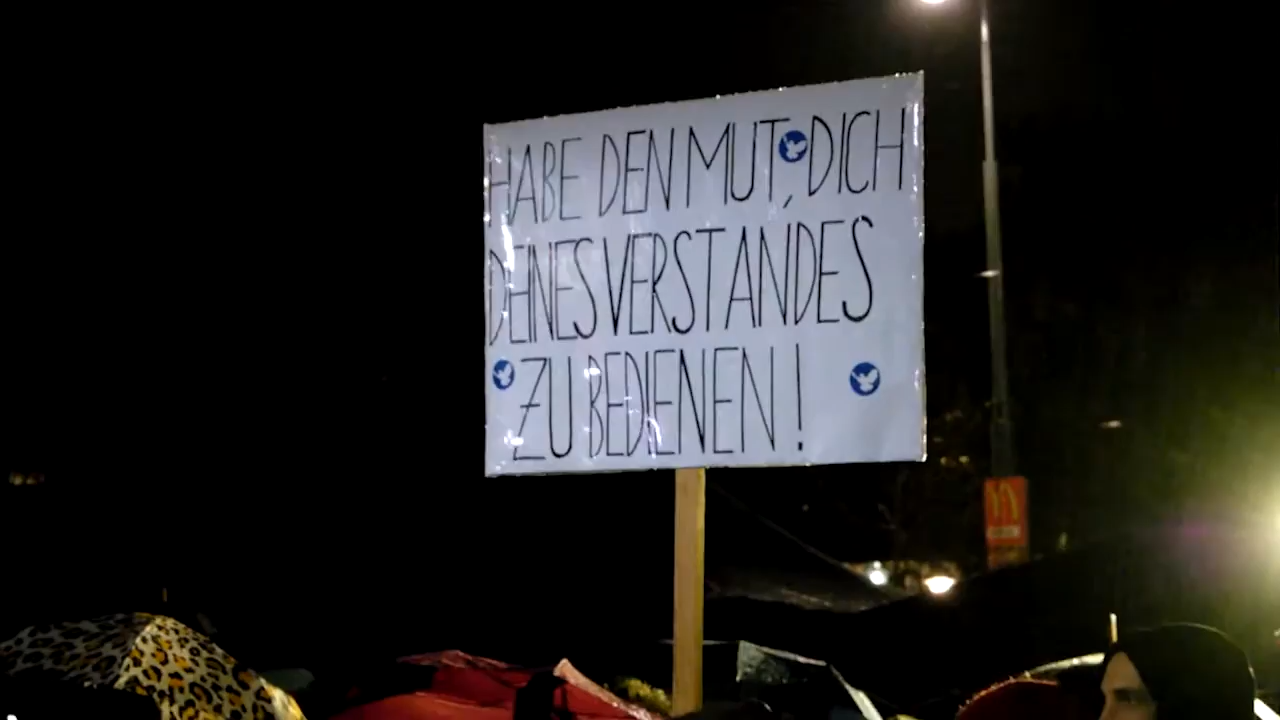 HABE DEN MUT, DICH
DEINES VERSTANDES
ZU BEDIENEN!